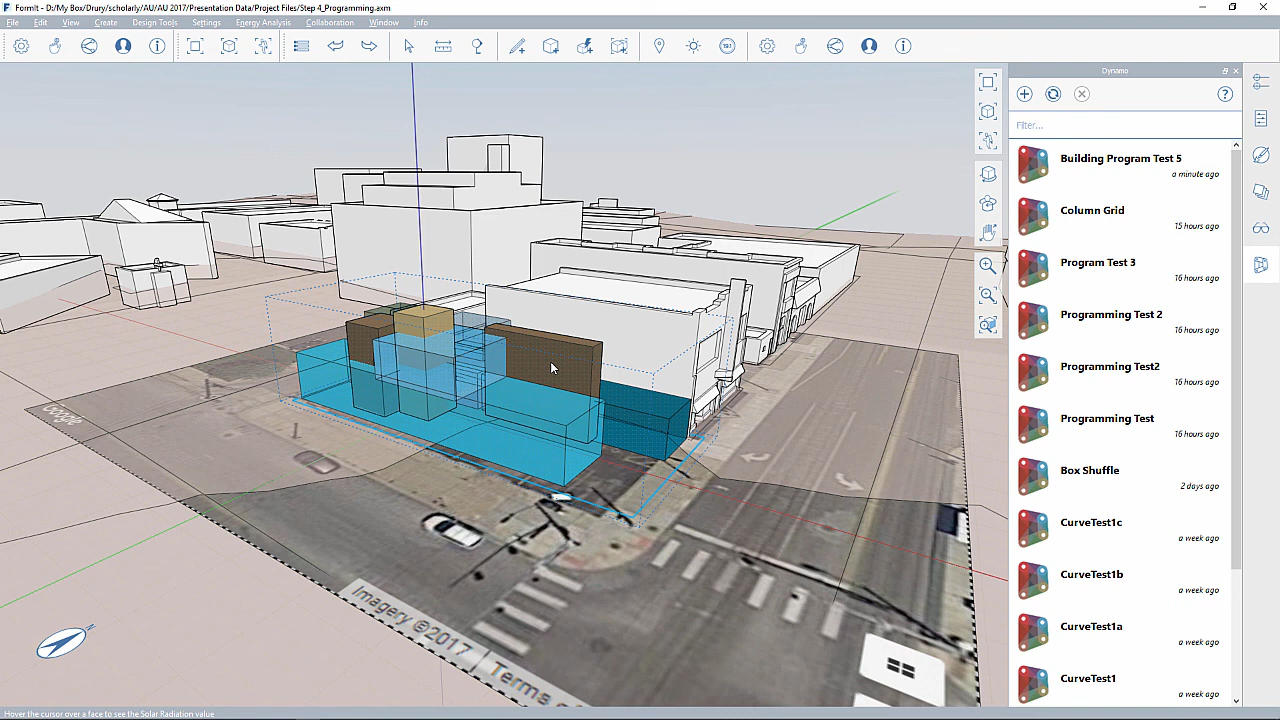 FormIt - D:/My Box/Drury/scholarly/AU/AU 2017/Presentation Data/Project Files/Step 4_Programming.axm
File Edit View Create Design Tools Settings Energy Analysis Collaboration Window Info
Dynamo
Filter...
Building Program Test 5
a minute ago
Column Grid
15 hours ago
Program Test 3
16 hours ago
Programming Test 2
16 hours ago
Programming Test2
16 hours ago
Programming Test
16 hours ago
Box Shuffle
2 days ago
CurveTest1c
a week ago
CurveTest1b
a week ago
CurveTest1a
a week ago
CurveTest1
a week ago
Google
N
Imagery ©2017 Terms
Hover the cursor over a face to see the Solar Radiation value